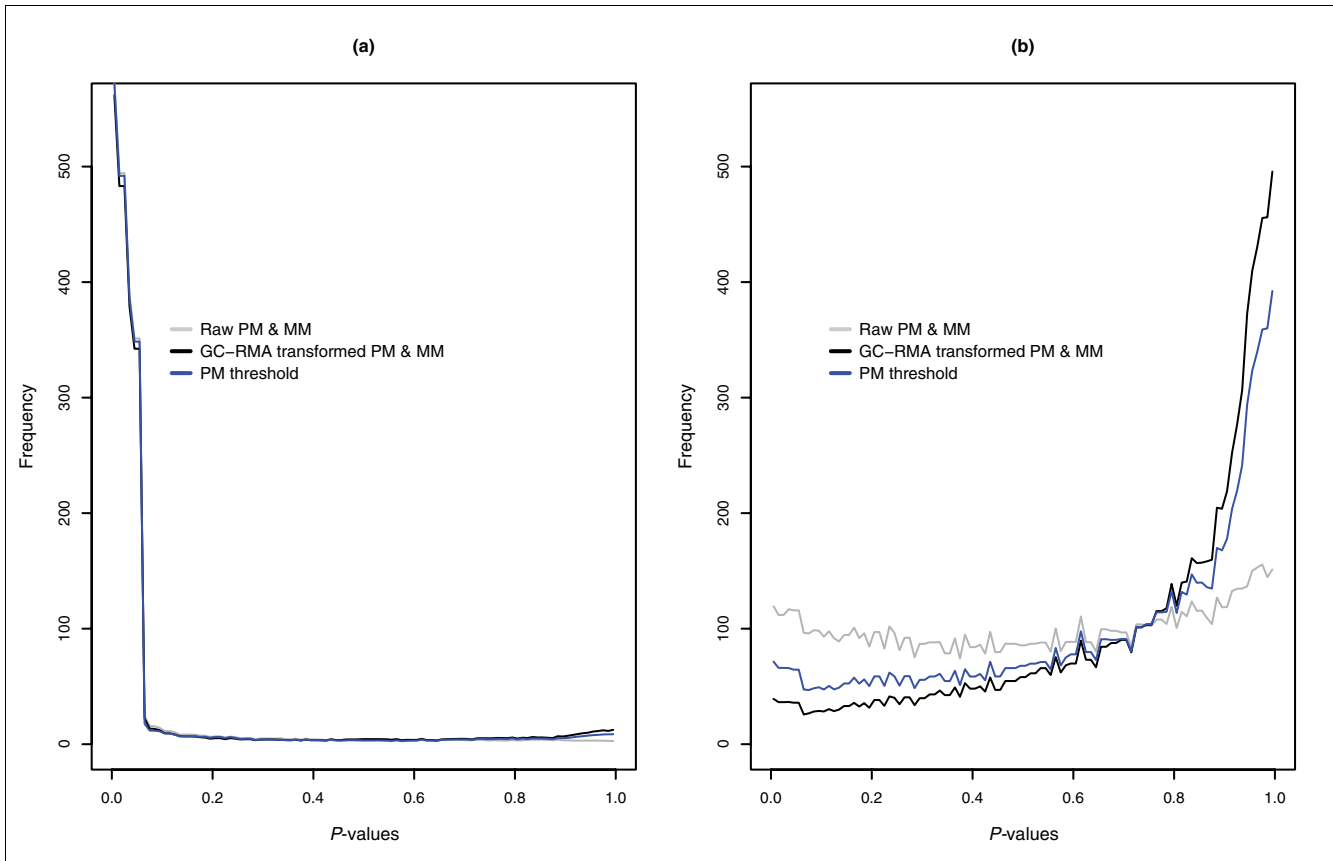 (a)
Frequency
500
400
300
200
100
0
Raw PM & MM
GC−RMA transformed PM & MM
PM threshold
0.0 0.2 0.4 0.6 0.8 1.0
P-values
(b)
Frequency
500
400
300
200
100
0
Raw PM & MM
GC−RMA transformed PM & MM
PM threshold
0.0 0.2 0.4 0.6 0.8 1.0
P-values